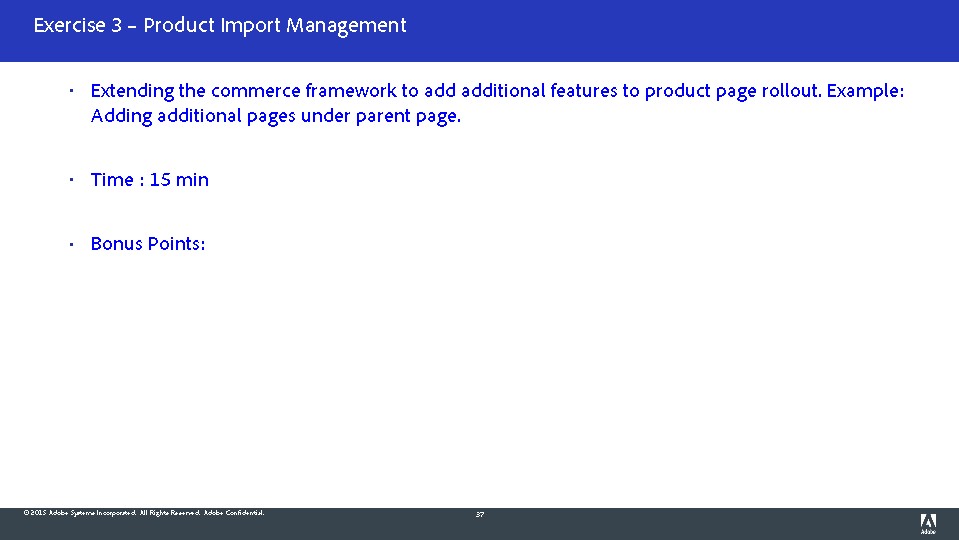 Exercise 3 – Product Import Management
• Extending the commerce framework to add additional features to product page rollout. Example:
Adding additional pages under parent page.
• Time : 15 min
• Bonus Points:
© 2015 Adobe Systems Incorporated. All Rights Reserved. Adobe Confidential.
37
Adobe